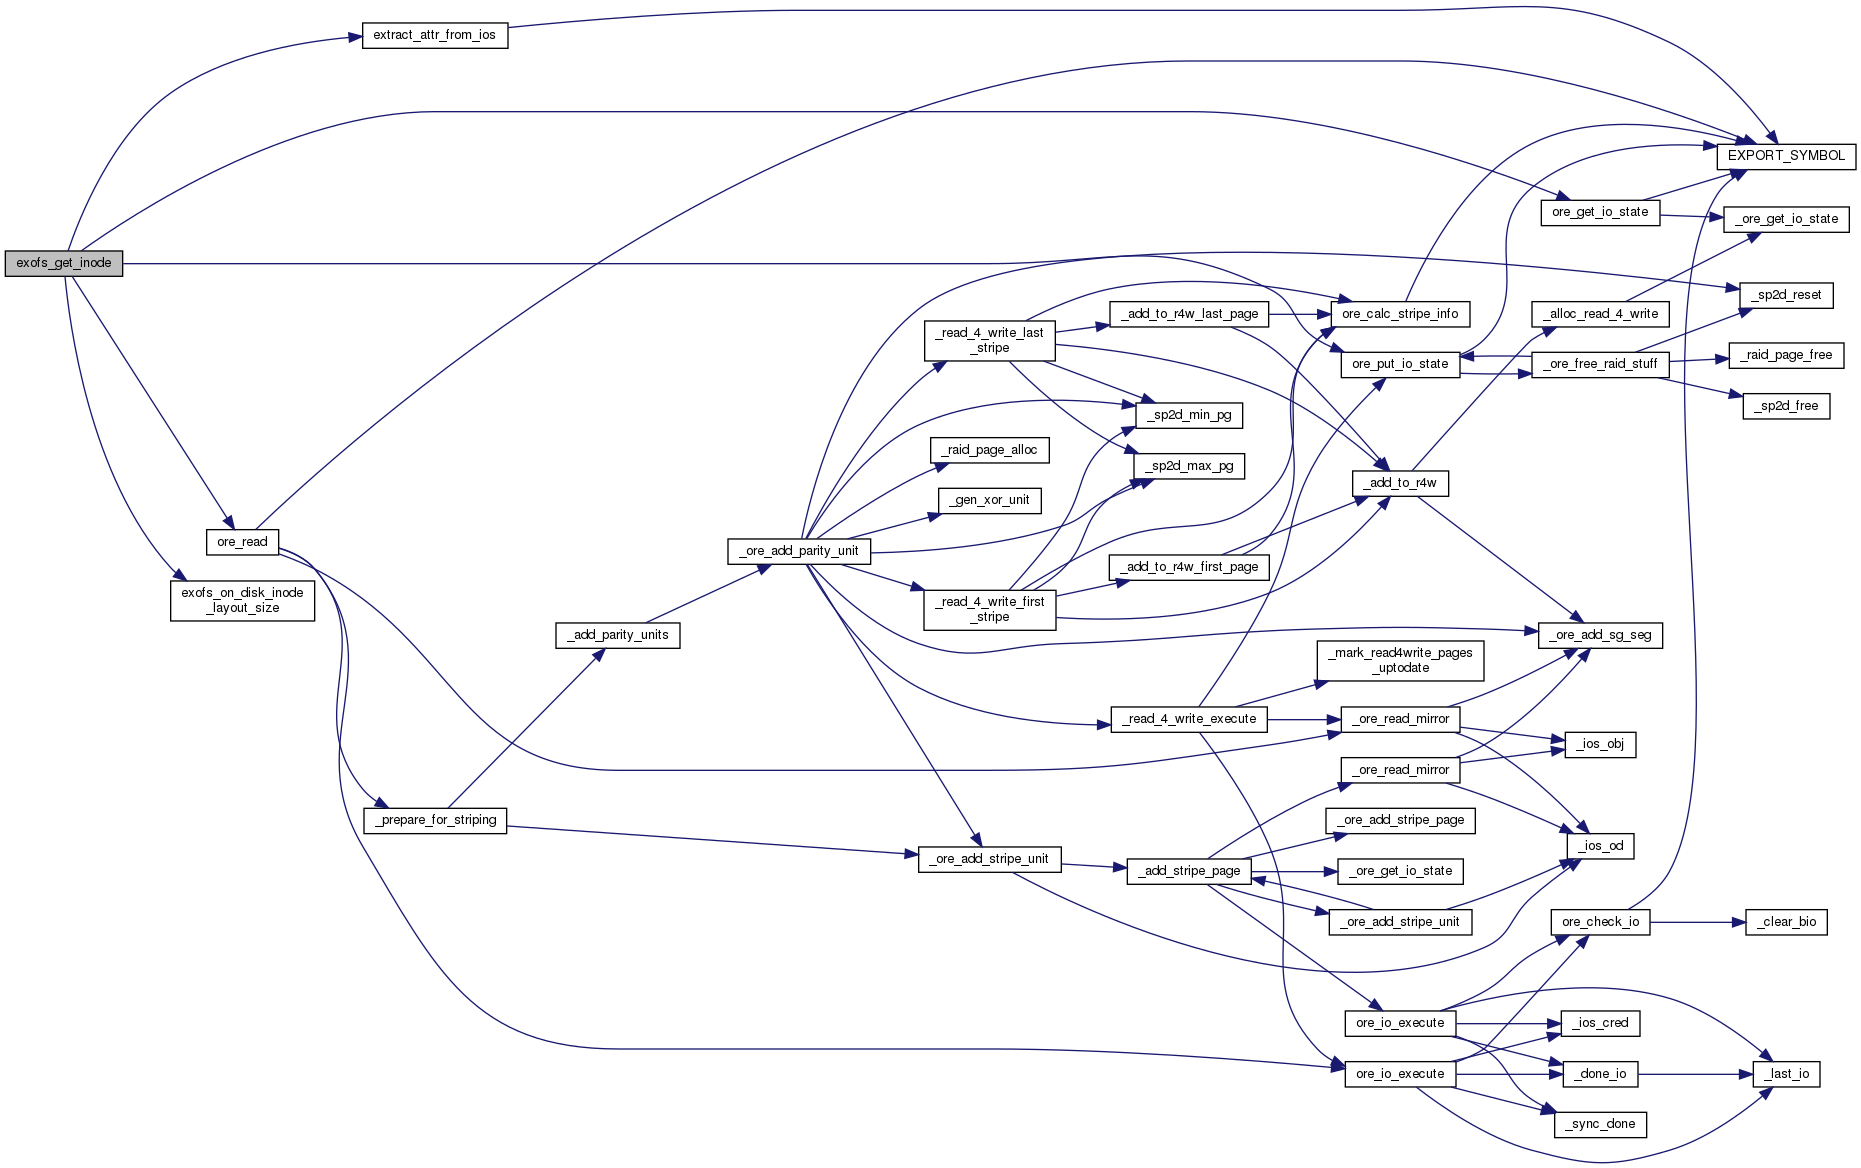 extract_attr_from_ios
EXPORT_SYMBOL
ore_get_io_state
_ore_get_io_state
exofs_get_inode
_sp2d_reset
_add_to_r4w_last_page
ore_calc_stripe_info
_alloc_read_4_write
_read_4_write_last
_stripe
_raid_page_free
ore_put_io_state
_ore_free_raid_stuff
_sp2d_min_pg
_sp2d_free
_raid_page_alloc
_sp2d_max_pg
_add_to_r4w
_gen_xor_unit
ore_read
_ore_add_parity_unit
_add_to_r4w_first_page
exofs_on_disk_inode
_layout_size
_read_4_write_first
_stripe
_add_parity_units
_ore_add_sg_seg
_mark_read4write_pages
_uptodate
_read_4_write_execute
_ore_read_mirror
_ios_obj
_ore_read_mirror
_prepare_for_striping
_ore_add_stripe_page
_ios_od
_ore_add_stripe_unit
_add_stripe_page
_ore_get_io_state
_ore_add_stripe_unit
ore_check_io
_clear_bio
ore_io_execute
_ios_cred
ore_io_execute
_done_io
_last_io
_sync_done